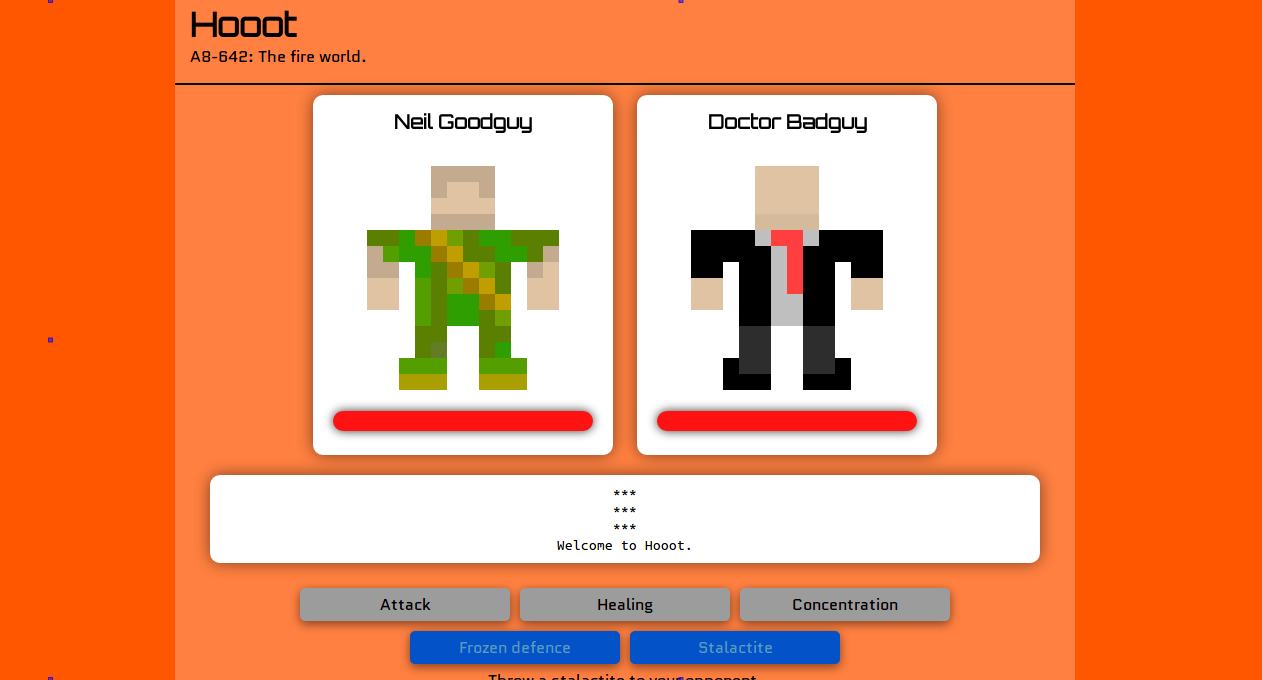 Hooot
A8-642: The fire world.
Neil Goodguy
Doctor Badguy
***
***
***
Welcome to Hooot.
Attack
Healing
Concentration
Frozen defence
Stalactite
Throw a stalactite to your opponent.